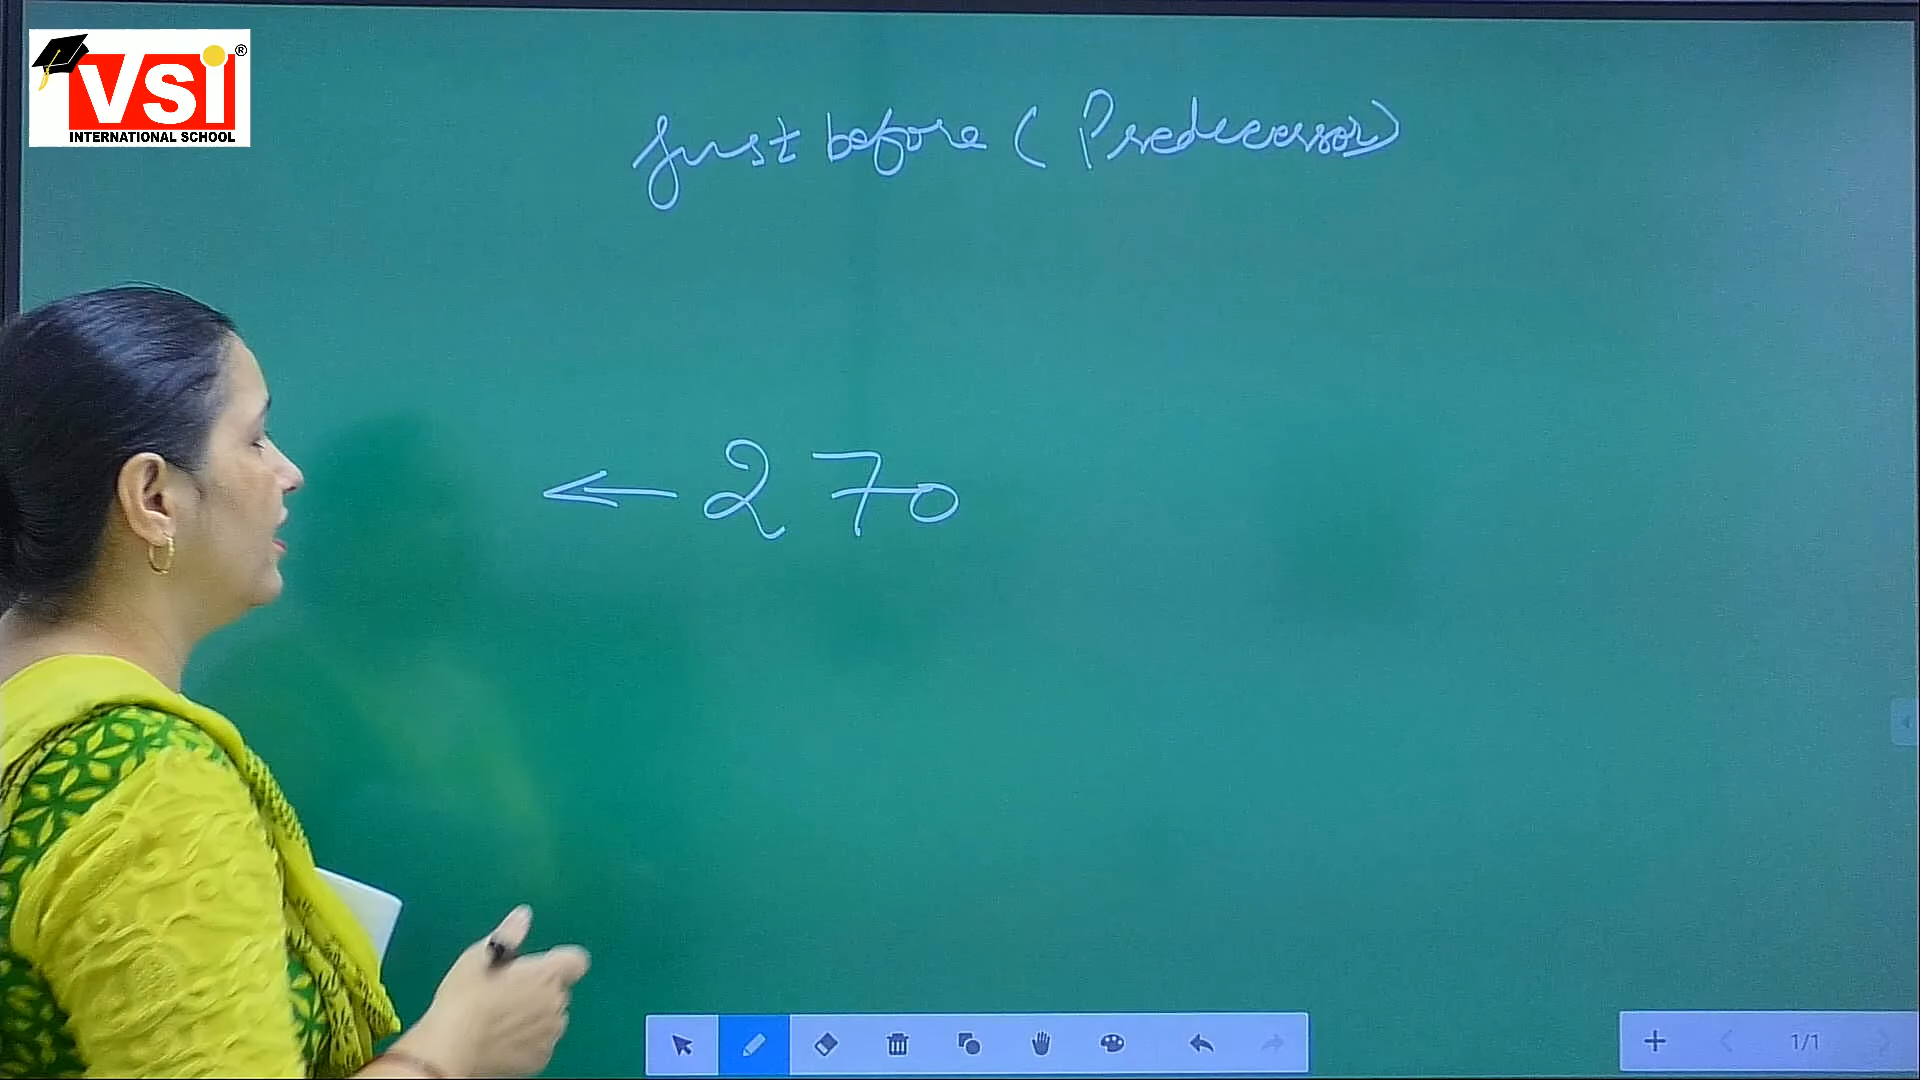 VSI®
INTERNATIONAL SCHOOL
Just before (Predecessor)
← 270
1/1